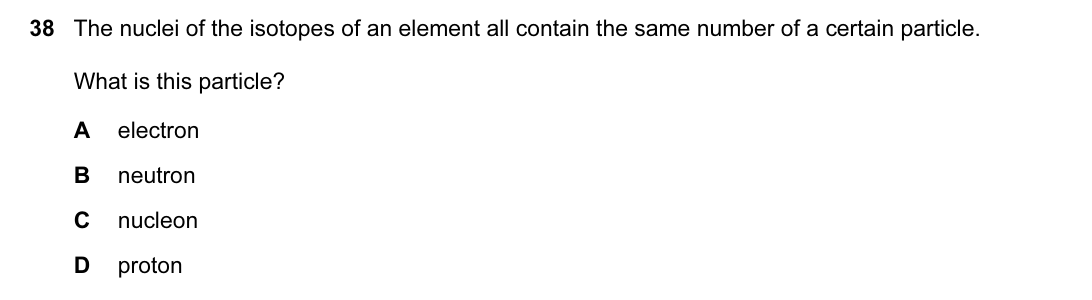 38 The nuclei of the isotopes of an element all contain the same number of a certain particle.
What is this particle?
A electron
B neutron
C nucleon
D proton